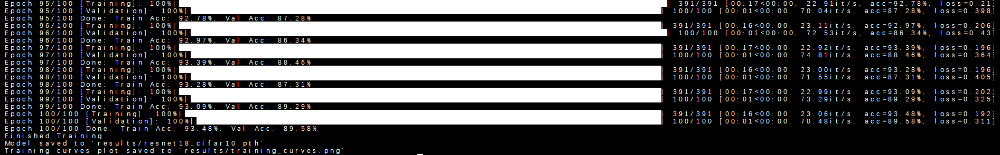 Epoch 95/100 [Training]: 100%| | 391/391 [00:17<00:00, 22.91it/s, acc=92.78%, loss=0.21]
Epoch 95/100 [Validation]: 100%| | 100/100 [00:01<00:00, 70.04it/s, acc=87.28%, loss=0.398]
Epoch 95/100 Done: Train Acc: 92.78%, Val Acc: 87.28%
Epoch 96/100 [Training]: 100%| | 391/391 [00:16<00:00, 23.11it/s, acc=92.97%, loss=0.206]
Epoch 96/100 [Validation]: 100%| | 100/100 [00:01<00:00, 72.53it/s, acc=86.34%, loss=0.43]
Epoch 96/100 Done: Train Acc: 92.97%, Val Acc: 86.34%
Epoch 97/100 [Training]: 100%| | 391/391 [00:17<00:00, 22.92it/s, acc=93.39%, loss=0.196]
Epoch 97/100 [Validation]: 100%| | 100/100 [00:01<00:00, 74.81it/s, acc=88.46%, loss=0.364]
Epoch 97/100 Done: Train Acc: 93.39%, Val Acc: 88.46%
Epoch 98/100 [Training]: 100%| | 391/391 [00:16<00:00, 23.00it/s, acc=93.28%, loss=0.196]
Epoch 98/100 [Validation]: 100%| | 100/100 [00:01<00:00, 71.55it/s, acc=87.31%, loss=0.405]
Epoch 98/100 Done: Train Acc: 93.28%, Val Acc: 87.31%
Epoch 99/100 [Training]: 100%| | 391/391 [00:17<00:00, 22.99it/s, acc=93.09%, loss=0.202]
Epoch 99/100 [Validation]: 100%| | 100/100 [00:01<00:00, 73.29it/s, acc=89.29%, loss=0.325]
Epoch 99/100 Done: Train Acc: 93.09%, Val Acc: 89.29%
Epoch 100/100 [Training]: 100%| | 391/391 [00:16<00:00, 23.06it/s, acc=93.48%, loss=0.192]
Epoch 100/100 [Validation]: 100%| | 100/100 [00:01<00:00, 70.48it/s, acc=89.58%, loss=0.311]
Epoch 100/100 Done: Train Acc: 93.48%, Val Acc: 89.58%
Finished Training
Model saved to 'results/resnet18_cifar10.pth'
Training curves plot saved to 'results/training_curves.png'